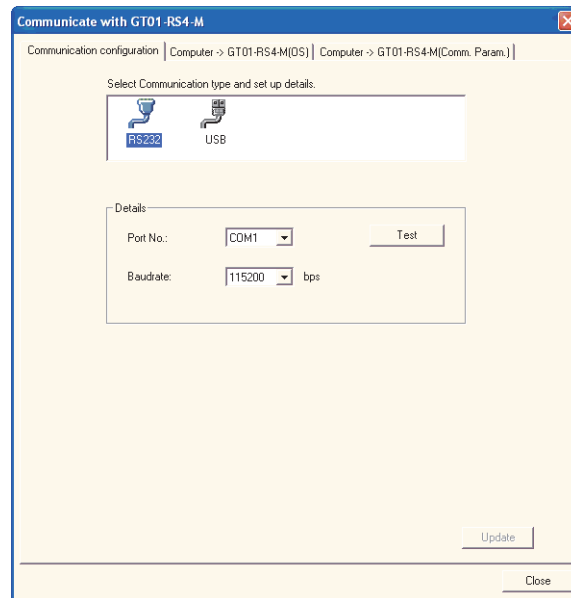 Communicate with GT01-RS4-M
Communication configuration | Computer -> GT01-RS4-M(OS) | Computer -> GT01-RS4-M(Comm. Param.) |
Select Communication type and set up details.
RS232 USB
Details
Port No.: COM1 Test
Baudrate: 115200 bps
Update
Close